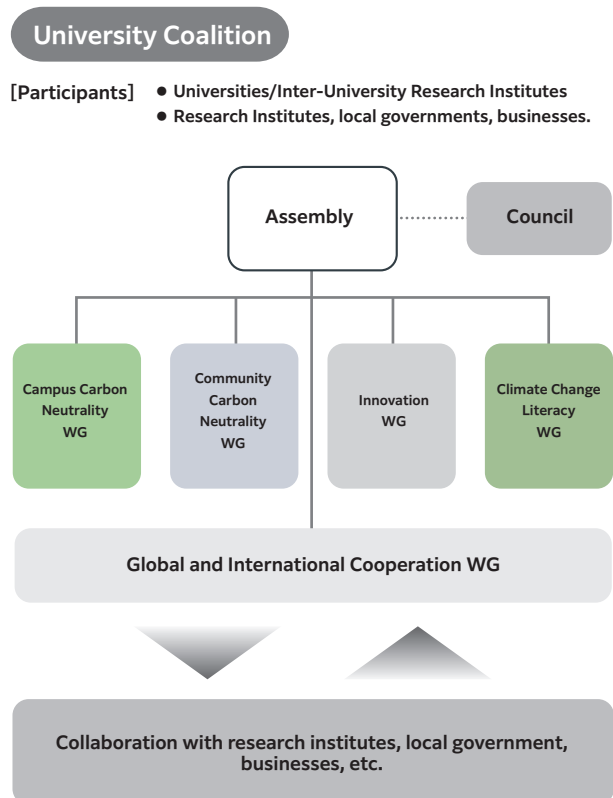 University Coalition
[Participants] ● Universities/Inter-University Research Institutes
● Research Institutes, local governments, businesses.
Assembly
Council
Campus Carbon
Neutrality
WG
Community
Carbon
Neutrality
WG
Innovation
WG
Climate Change
Literacy
WG
Global and International Cooperation WG
Collaboration with research institutes, local government,
businesses, etc.